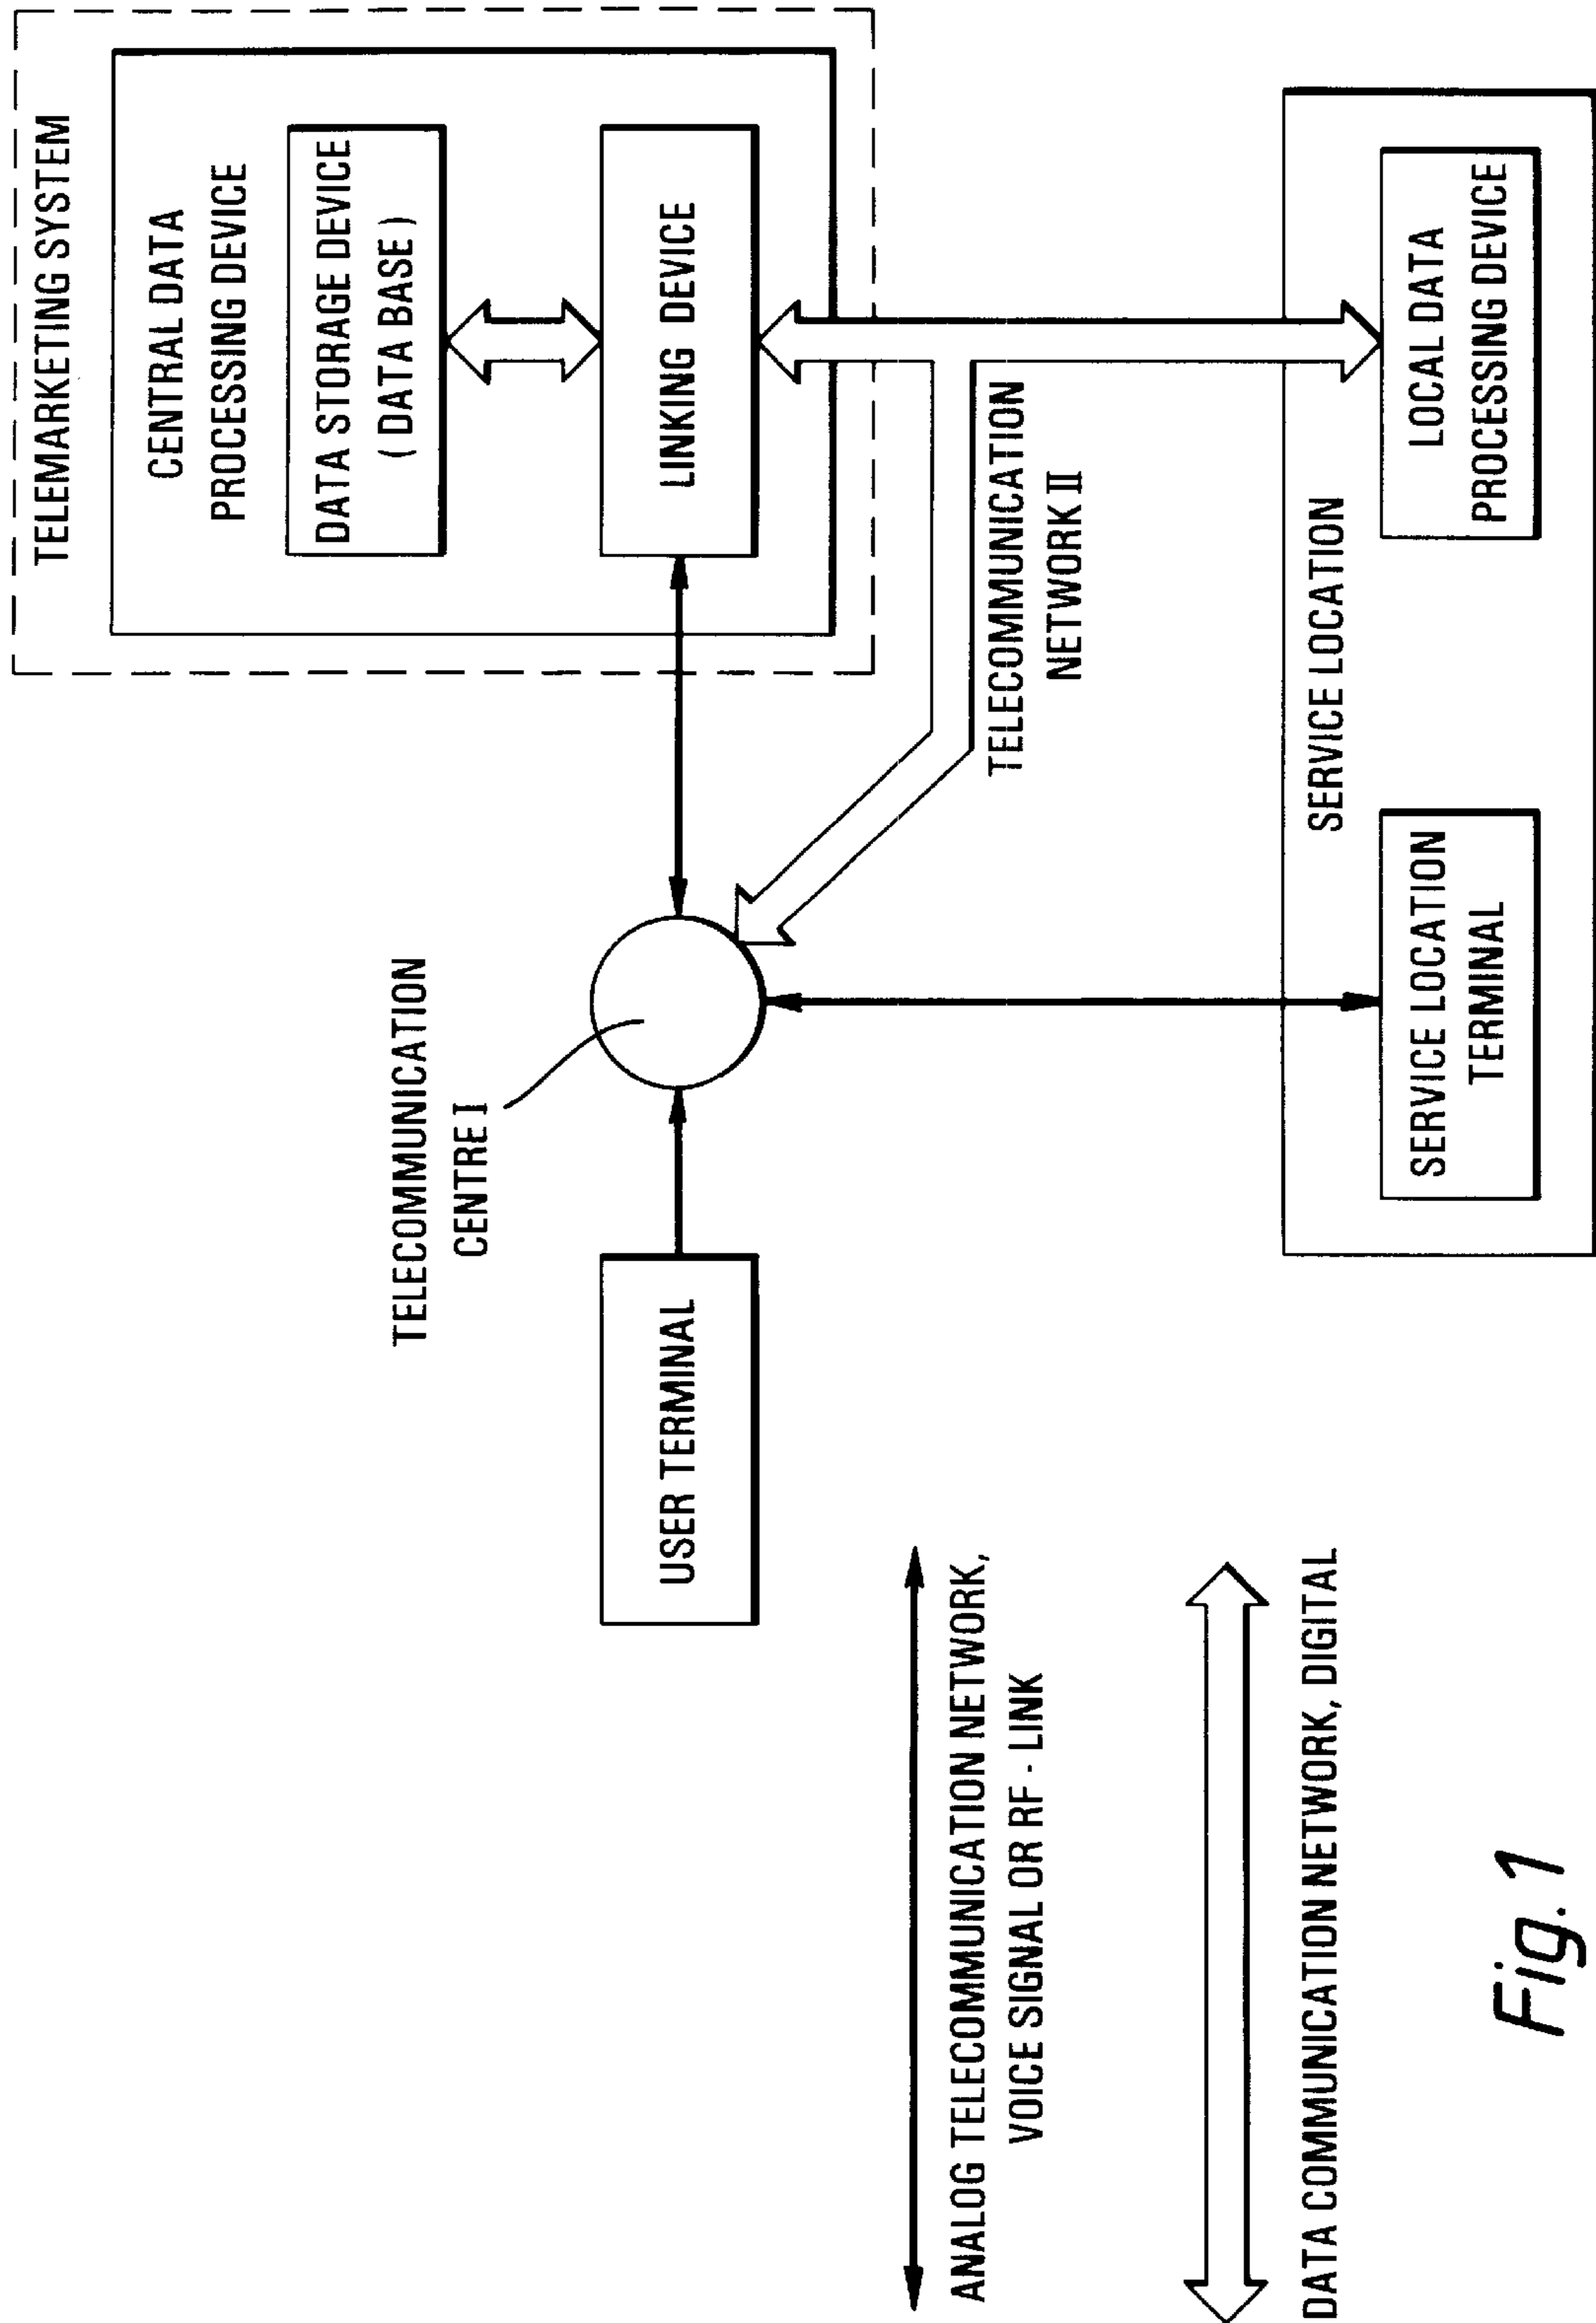 TELEMARKETING SYSTEM
CENTRAL DATA
PROCESSING DEVICE
DATA STORAGE DEVICE
( DATA BASE )
LINKING DEVICE
TELECOMMUNICATION
CENTRE I
USER TERMINAL
TELECOMMUNICATION
NETWORK II
SERVICE LOCATION
SERVICE LOCATION
TERMINAL
LOCAL DATA
PROCESSING DEVICE
ANALOG TELECOMMUNICATION NETWORK,
VOICE SIGNAL OR RF - LINK
DATA COMMUNICATION NETWORK, DIGITAL
Fig. 1